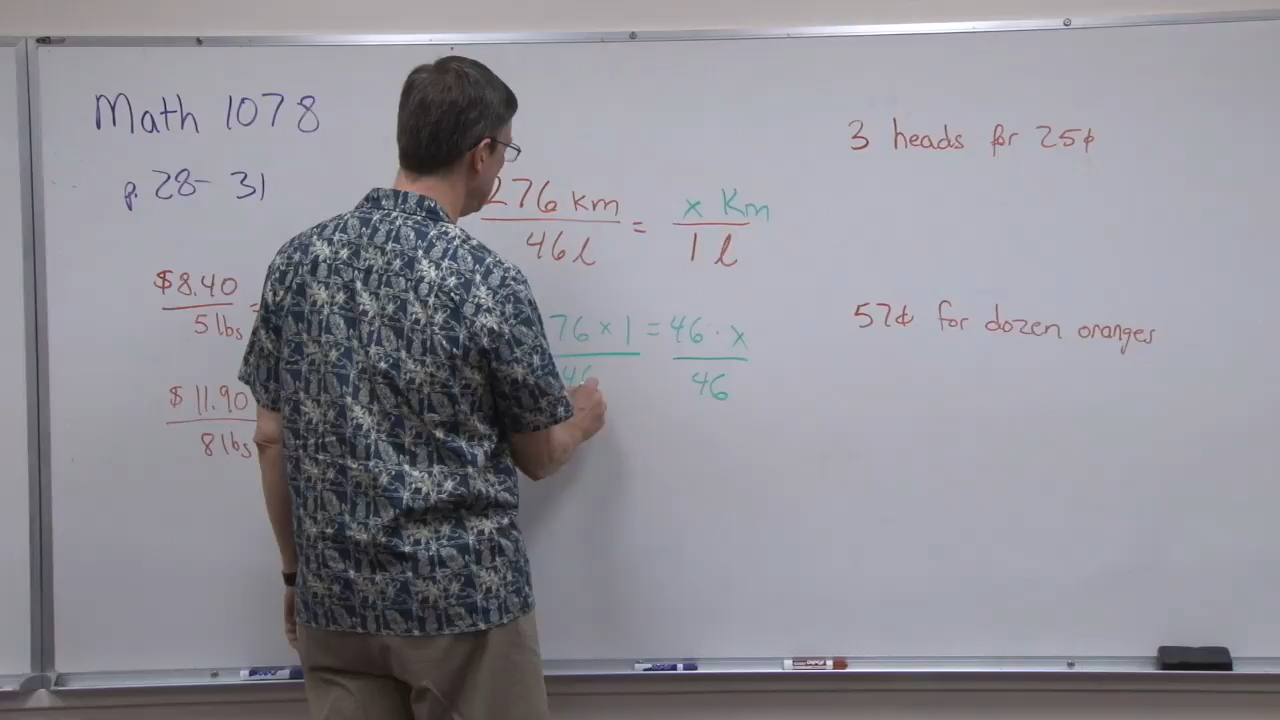 Math 1078
p. 28-31
$8.40
5 lbs
$11.90
8 lbs
276 km = x Km
46 l 1 l
76 x 1 = 46 · x
46 46
3 heads for 25¢
57¢ for dozen oranges